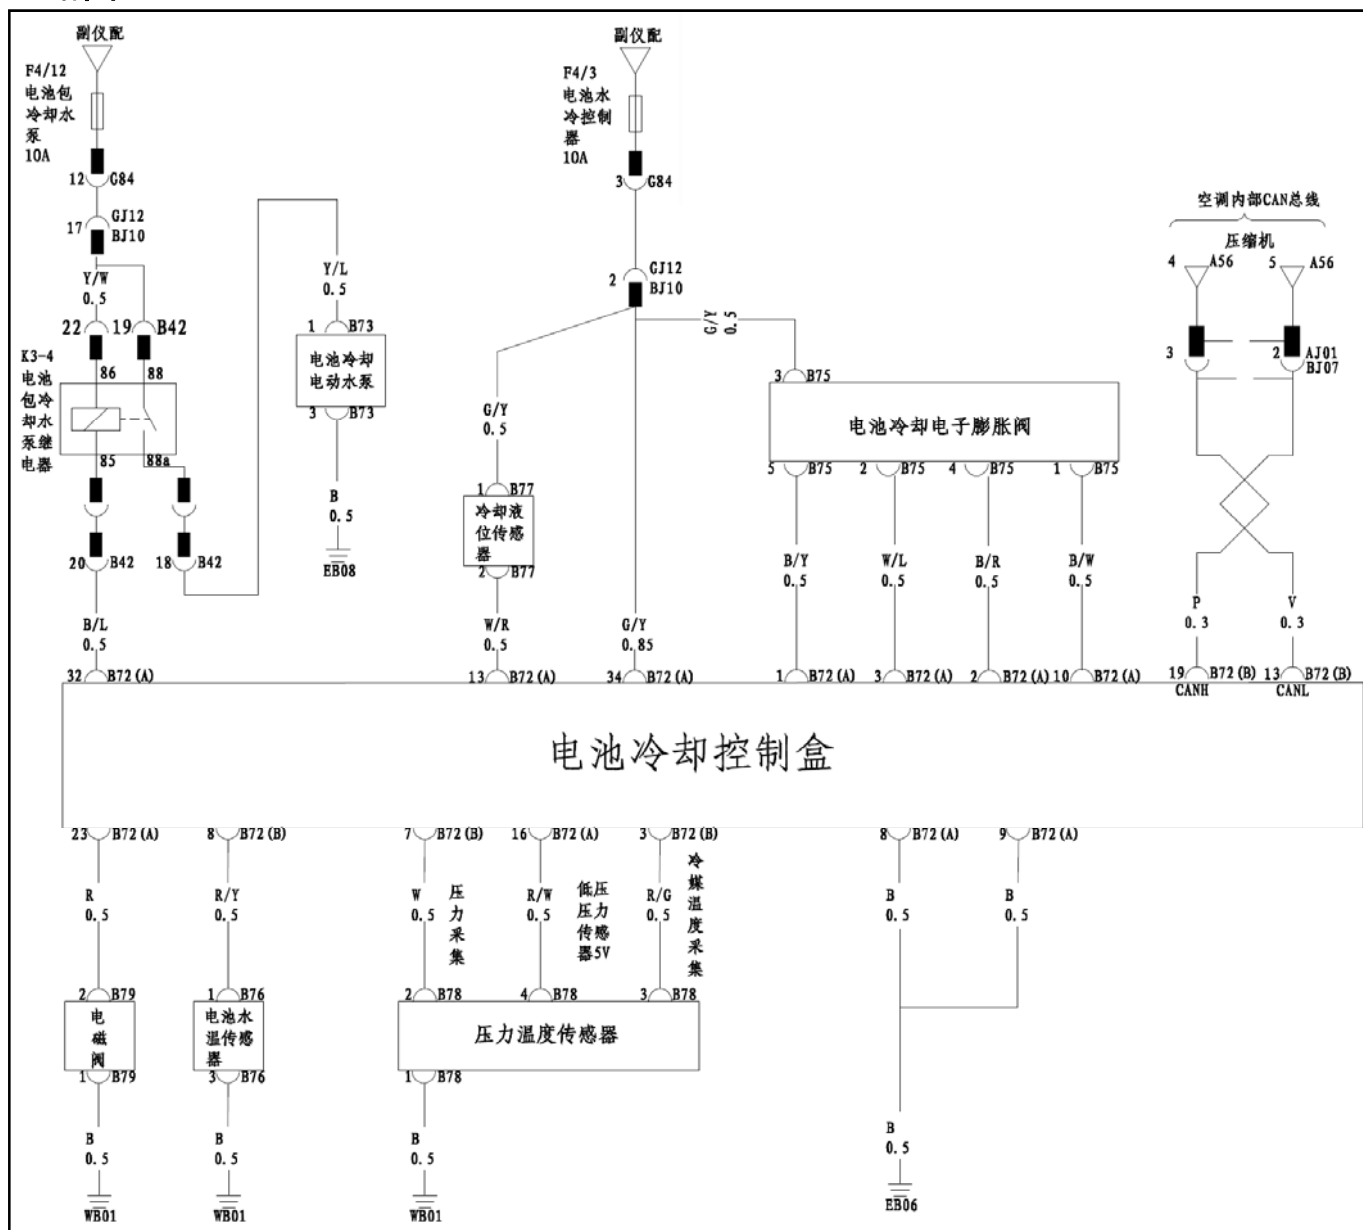 副仪配
F4/12
电池包
冷却水
泵
10A
12 G84
17 GJ12
BJ10
Y/W
0.5
22 19 B42
K3-4
电池
包冷
却水
泵继
电器
86 88
85 88a
20 B42 18 B42
B/L
0.5
32 B72(A)
Y/L
0.5
1 B73
电池冷却
电动水泵
3 B73
B
0.5
EB08
副仪配
F4/3
电池水
冷控制
器
10A
3 G84
2 GJ12
BJ10
G/Y
0.5
G/Y
0.5
1 B77
冷却液
位传感
器
2 B77
W/R
0.5
13 B72(A)
G/Y
0.85
34 B72(A)
3 B75
电池冷却电子膨胀阀
5 B75 2 B75 4 B75 1 B75
B/Y W/L B/R B/W
0.5 0.5 0.5 0.5
1 B72(A) 3 B72(A) 2 B72(A) 10 B72(A)
空调内部CAN总线
压缩机
4 A56 5 A56
3 2 AJ01
BJ07
P V
0.3 0.3
19 B72(B) 13 B72(B)
CANH CANL
电池冷却控制盒
23 B72(A) 8 B72(B) 7 B72(B) 16 B72(A) 3 B72(B) 8 B72(A) 9 B72(A)
R R/Y W R/W R/G B B
0.5 0.5 0.5 0.5 0.5 0.5 0.5
压力采集
低压
压力
传感
器5V
冷媒温度采集
2 B79 1 B76 2 B78 4 B78 3 B78
电磁阀
电池水
温传感
器
压力温度传感器
1 B79 3 B76 1 B78
B B B B
0.5 0.5 0.5 0.5
WB01 WB01 WB01 EB06